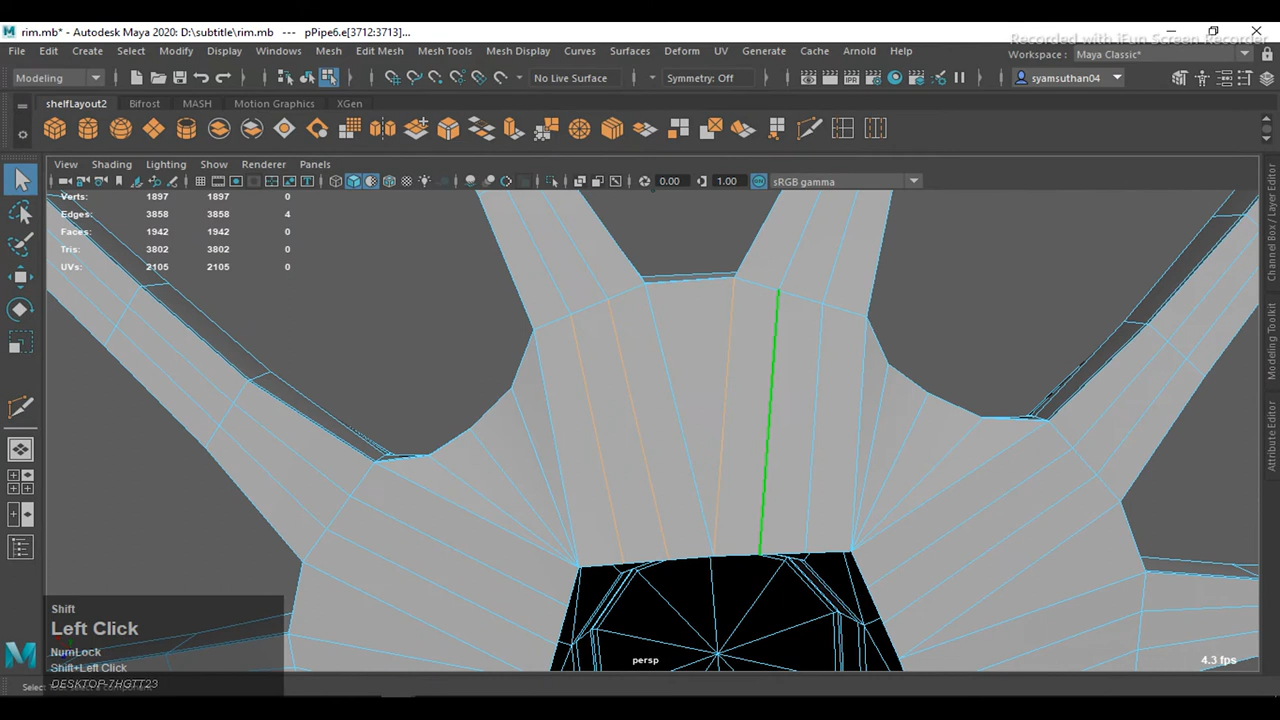 rim.mb* - Autodesk Maya 2020: D:\subtitle\rim.mb --- pPipe6.e[3712:3713]...
Recorded with iFun Screen Recorder
File Edit Create Select Modify Display Windows Mesh Edit Mesh Mesh Tools Mesh Display Curves Surfaces Deform UV Generate Cache Arnold Help
Workspace : Maya Classic*
Modeling No Live Surface Symmetry: Off syamsuthan04
shelfLayout2 Bifrost MASH Motion Graphics XGen
View Shading Lighting Show Renderer Panels
0.00 1.00 sRGB gamma
Verts: 1897 1897 0
Edges: 3858 3858 4
Faces: 1942 1942 0
Tris: 3802 3802 0
UVs: 2105 2105 0
Channel Box / Layer Editor
Modeling Toolkit
Attribute Editor
Shift
Left Click
NumLock
Shift+Left Click
DESKTOP-7HGTT23
persp
4.3 fps